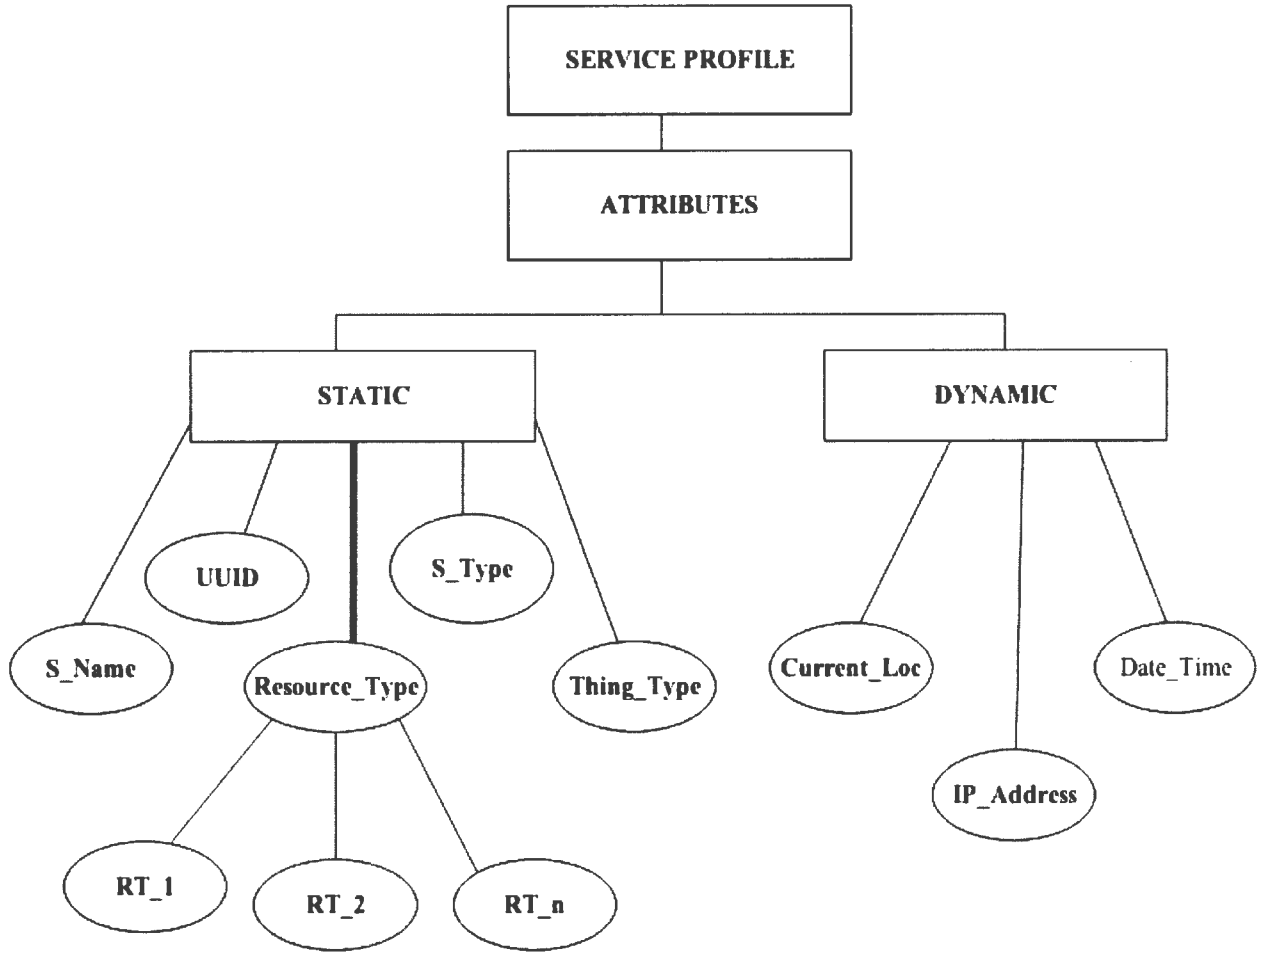 SERVICE PROFILE
ATTRIBUTES
STATIC
DYNAMIC
UUID
S_Type
S_Name
Resource_Type
Thing_Type
Current_Loc
Date_Time
IP_Address
RT_1
RT_2
RT_n